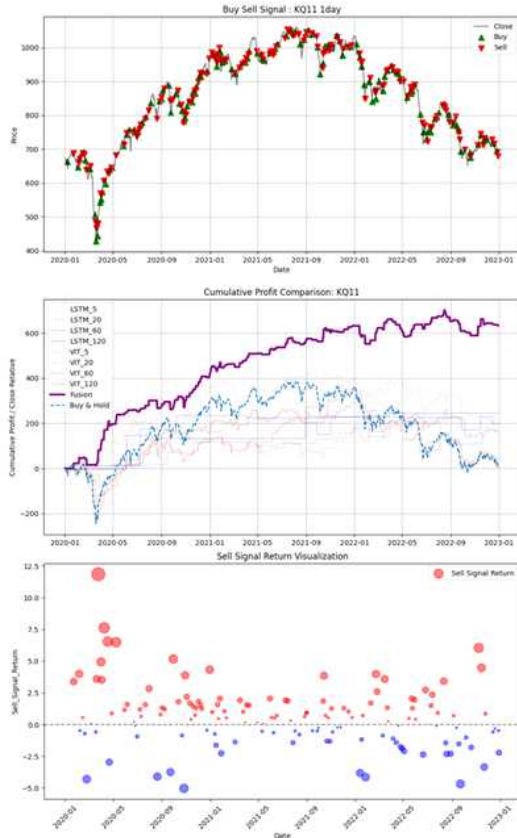 Buy Sell Signal : KQ11 1day
Close
Buy
Sell
1000
900
800
700
600
500
400
Price
2020-01 2020-05 2020-09 2021-01 2021-05 2021-09 2022-01 2022-05 2022-09 2023-01
Date
Cumulative Profit Comparison: KQ11
LSTM_5
LSTM_20
LSTM_60
LSTM_120
VIT_5
VIT_20
VIT_60
VIT_120
Fusion
Buy & Hold
600
400
200
0
−200
Cumulative Profit / Close Relative
2020-01 2020-05 2020-09 2021-01 2021-05 2021-09 2022-01 2022-05 2022-09 2023-01
Date
Sell Signal Return Visualization
Sell Signal Return
12.5
10.0
7.5
5.0
2.5
0.0
−2.5
−5.0
Sell_Signal_Return
2020-01 2020-05 2020-09 2021-01 2021-05 2021-09 2022-01 2022-05 2022-09 2023-01
Date